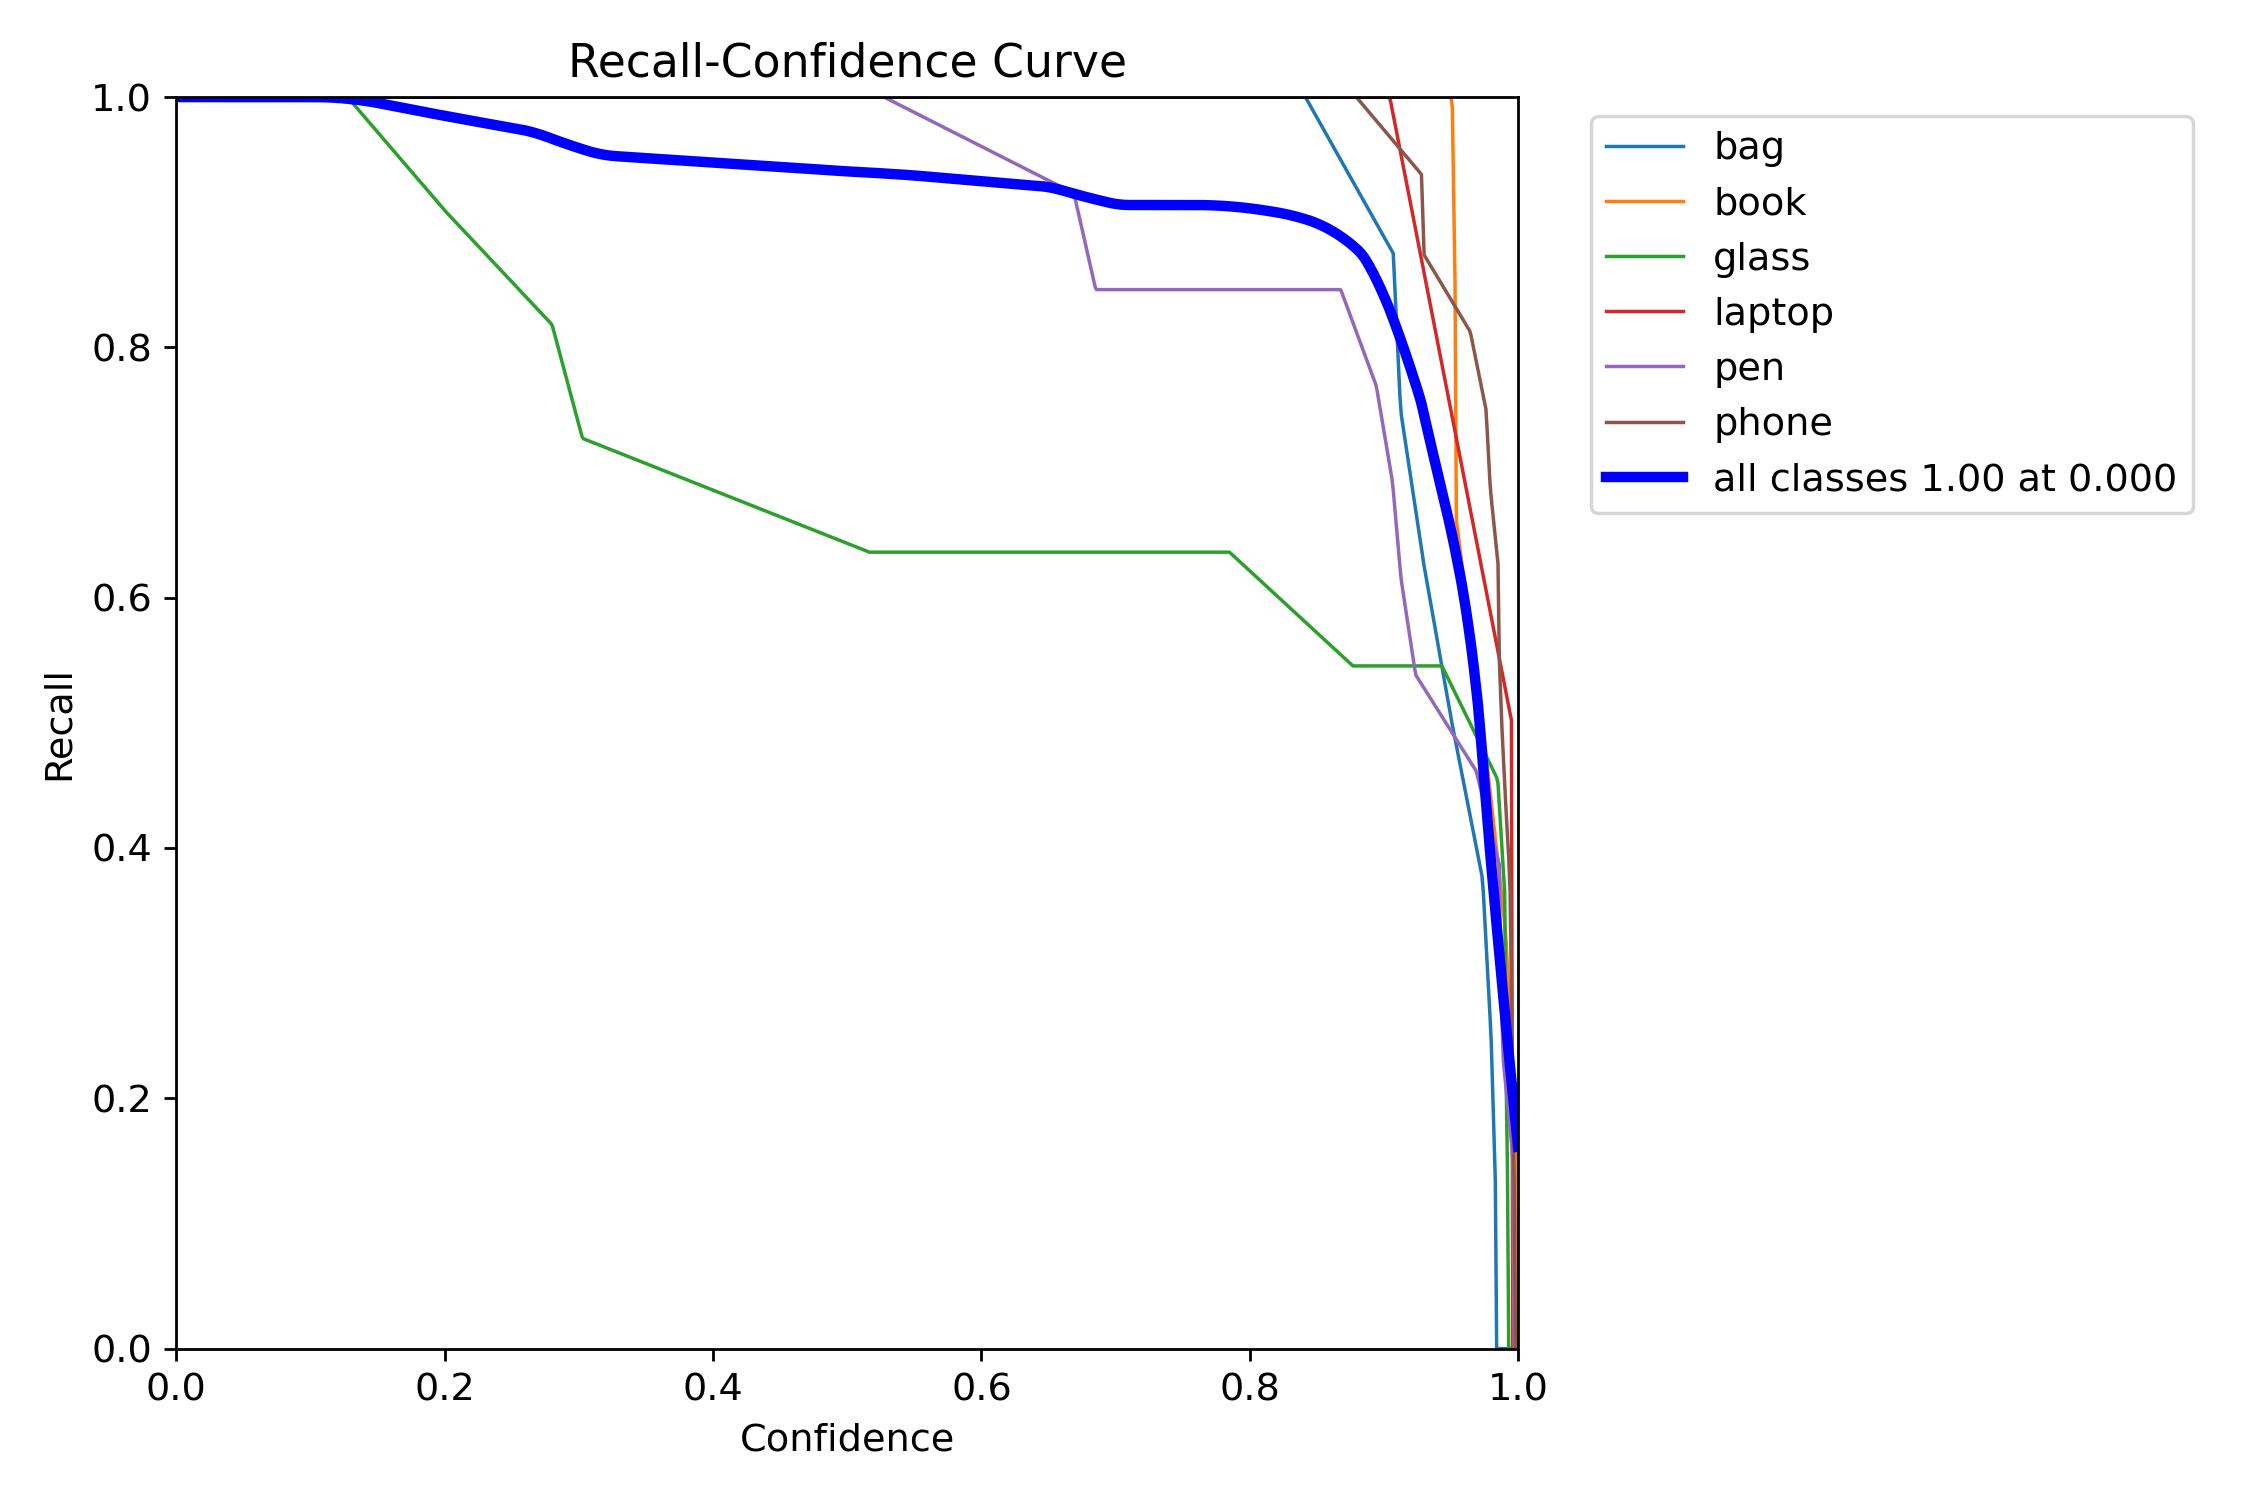 Recall-Confidence Curve
1.0
0.8
0.6
0.4
0.2
0.0
Recall
0.0 0.2 0.4 0.6 0.8 1.0
Confidence
bag
book
glass
laptop
pen
phone
all classes 1.00 at 0.000